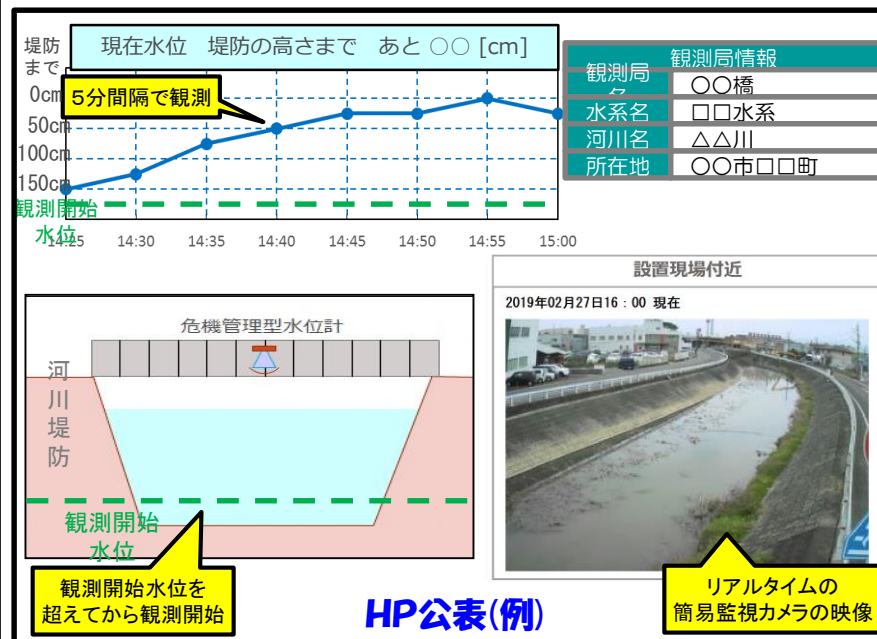 現在水位　堤防の高さまで　あと ○○ [cm]
堤防
まで
0cm
50cm
100cm
150cm
5分間隔で観測
観測開始
水位
14:25
14:30
14:35
14:40
14:45
14:50
14:55
15:00
観測局情報
観測局名
○○橋
水系名
□□水系
河川名
△△川
所在地
○○市□□町
設置現場付近
2019年02月27日16：00 現在
危機管理型水位計
河川堤防
観測開始
水位
観測開始水位を
超えてから観測開始
HP公表(例)
リアルタイムの
簡易監視カメラの映像